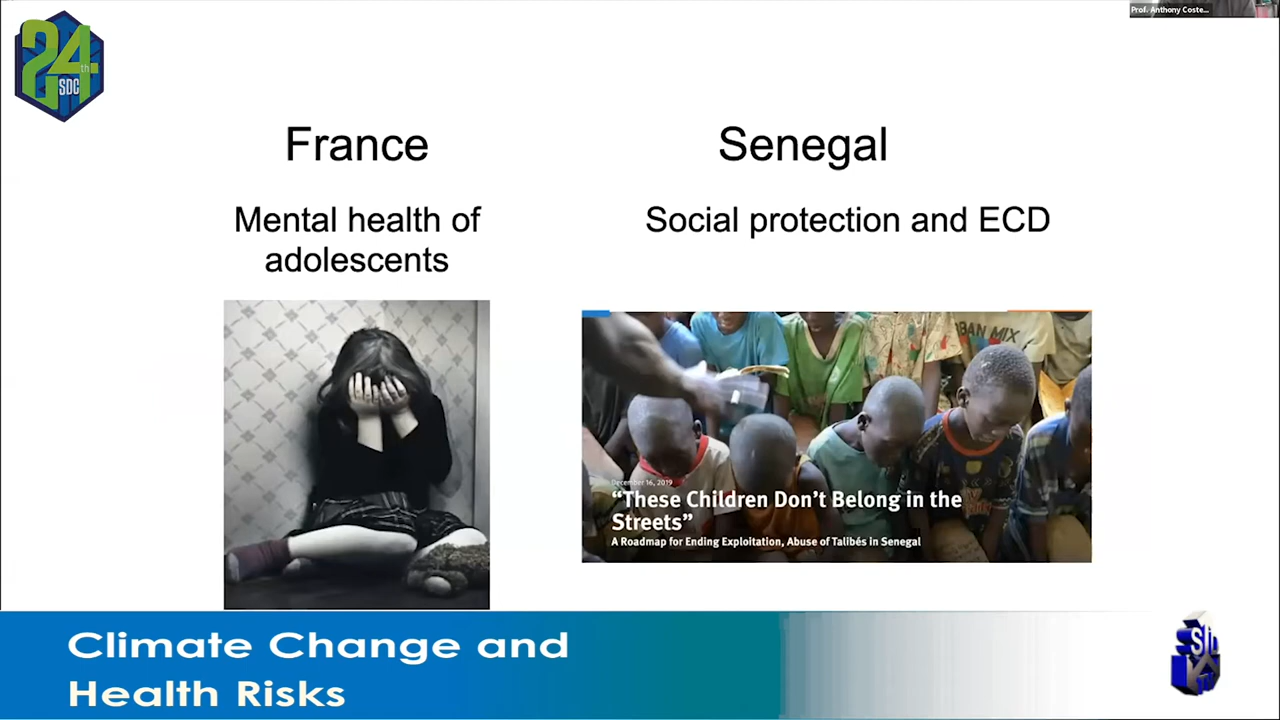 Prof. Anthony Coste...
24th
SDC
France
Senegal
Mental health of
adolescents
Social protection and ECD
BAN MIX
December 16, 2019
“These Children Don’t Belong in the
Streets”
A Roadmap for Ending Exploitation, Abuse of Talibés in Senegal
Climate Change and
Health Risks